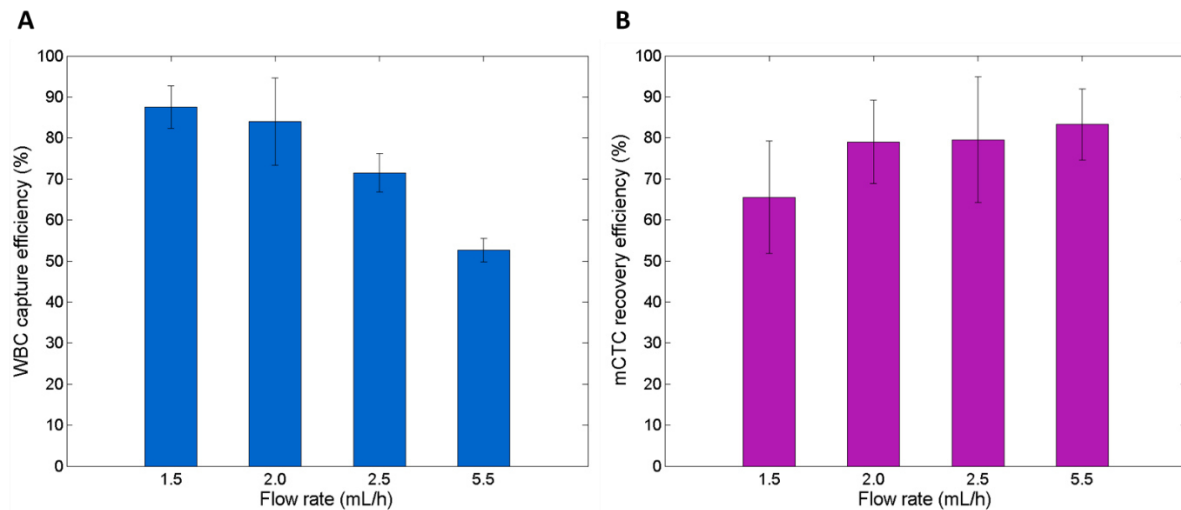 A
WBC capture efficiency (%)
100
90
80
70
60
50
40
30
20
10
0
1.5 2.0 2.5 5.5
Flow rate (mL/h)
B
mCTC recovery efficiency (%)
100
90
80
70
60
50
40
30
20
10
0
1.5 2.0 2.5 5.5
Flow rate (mL/h)